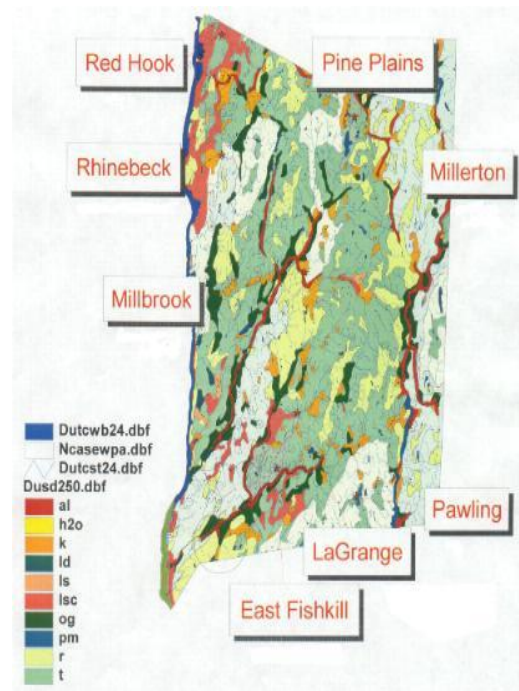 Red Hook
Pine Plains
Rhinebeck
Millerton
Millbrook
Pawling
LaGrange
East Fishkill
Dutcwb24.dbf
Ncasewpa.dbf
Dutcst24.dbf
Dusd250.dbf
al
h2o
k
ld
ls
lsc
og
pm
r
t